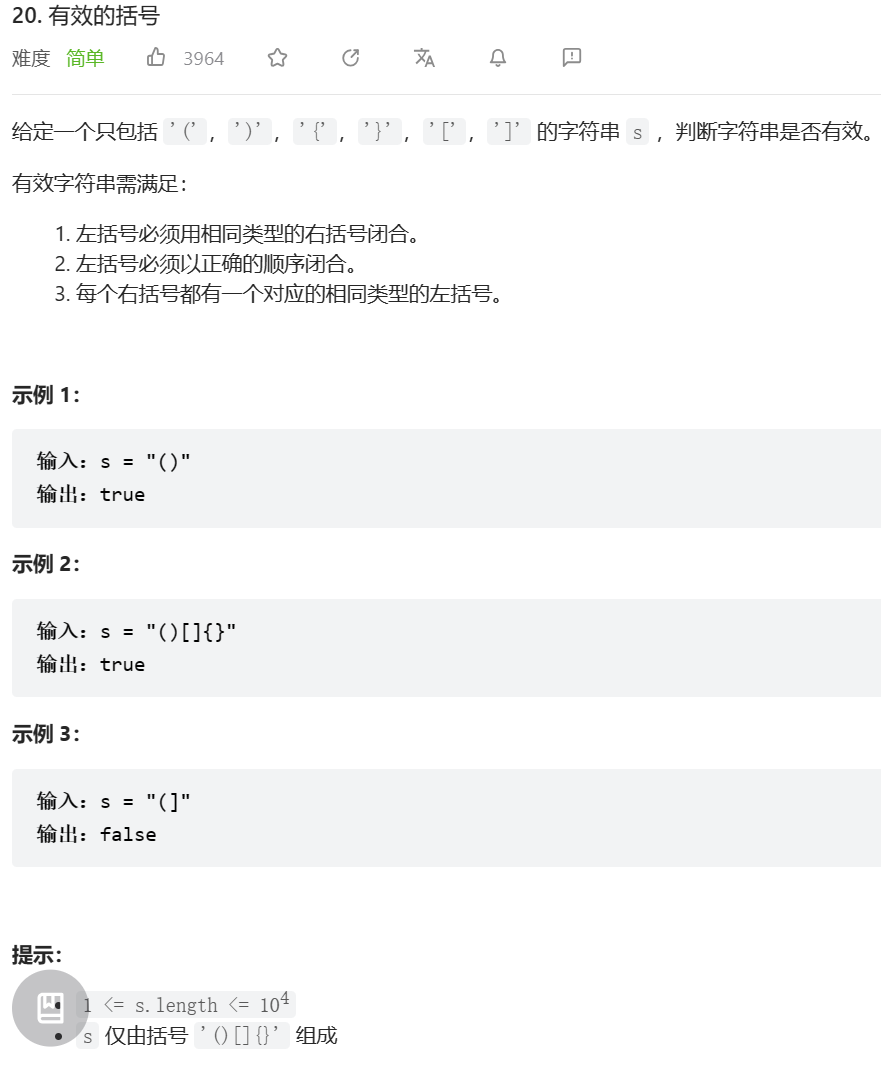 20. 有效的括号
难度 简单 3964
给定一个只包括 '('，')'，'{'，'}'，'['，']' 的字符串 s ，判断字符串是否有效。
有效字符串需满足：
1. 左括号必须用相同类型的右括号闭合。
2. 左括号必须以正确的顺序闭合。
3. 每个右括号都有一个对应的相同类型的左括号。
示例 1：
输入：s = "()"
输出：true
示例 2：
输入：s = "()[]{}"
输出：true
示例 3：
输入：s = "(]"
输出：false
提示：
1 <= s.length <= 10⁴
s 仅由括号 '()[]{}' 组成